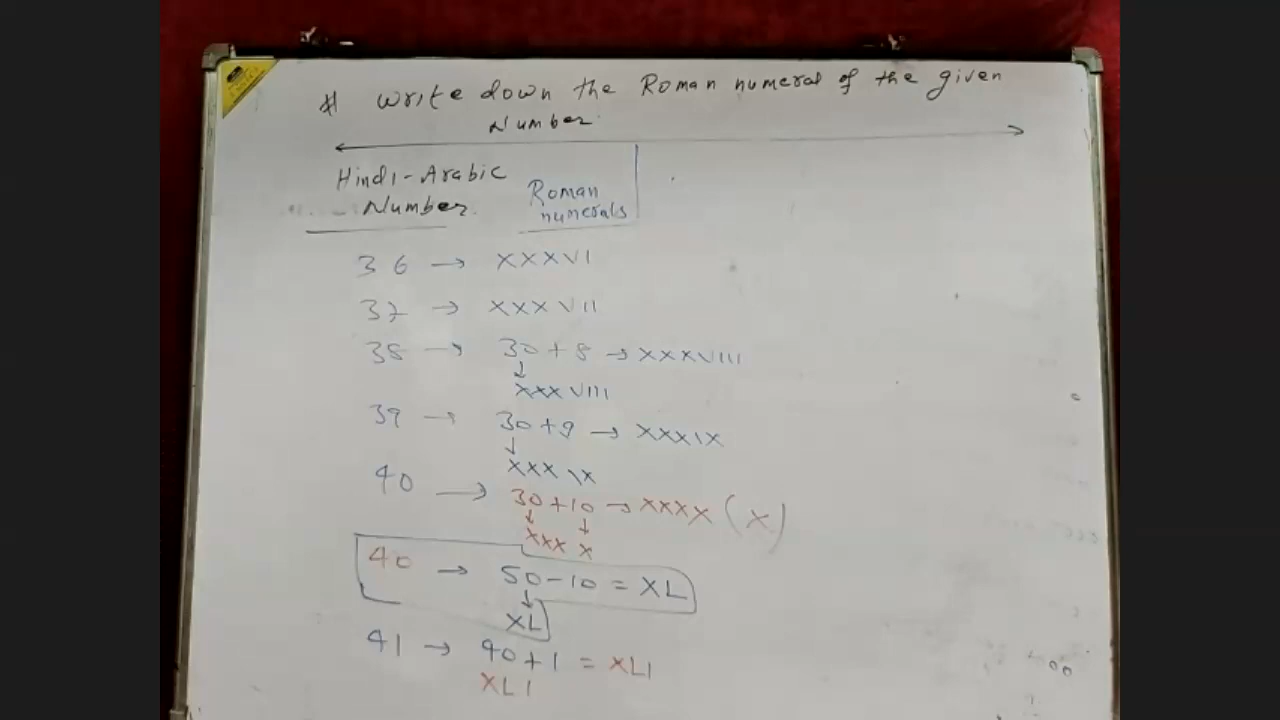 * Write down the Roman numeral of the given
Number.
Hindi-Arabic Roman
Number. numerals
36 → XXXVI
37 → XXXVII
38 → 30 + 8 → XXXVIII
↓
XXXVIII
39 → 30 + 9 → XXXIX
↓
XXX IX
40 → 30 + 10 → XXXX (X)
↓ ↓
XXX X
40 → 50 - 10 = XL
↓
XL
41 → 40 + 1 = XLI
XLI